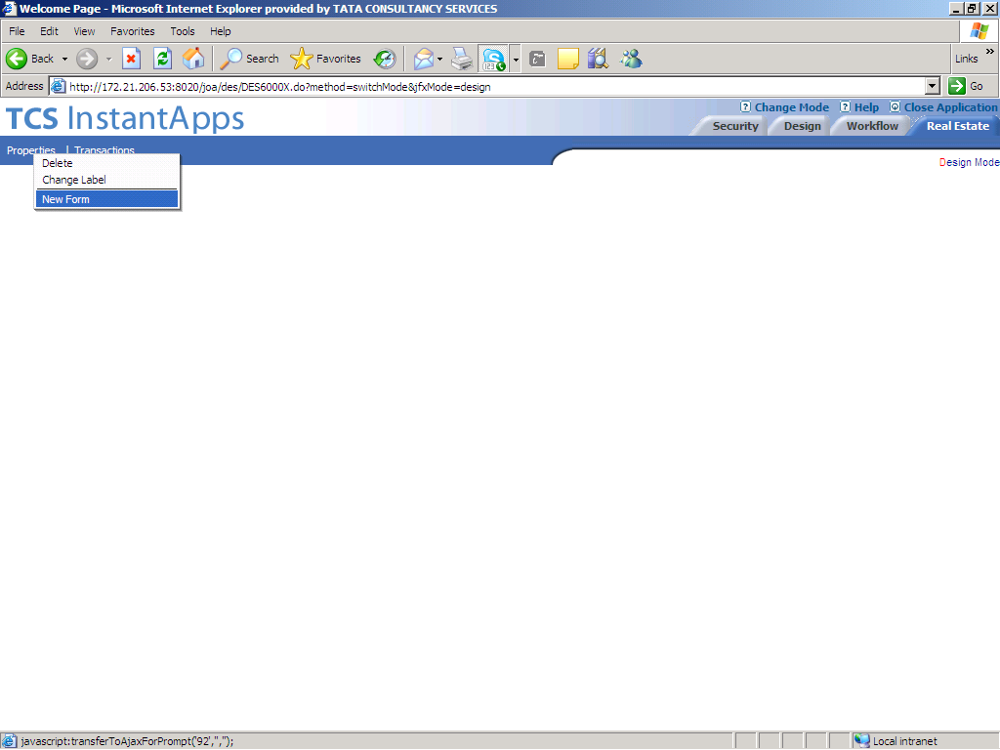 Welcome Page - Microsoft Internet Explorer provided by TATA CONSULTANCY SERVICES
File Edit View Favorites Tools Help
Back Search Favorites Links »
Address http://172.21.206.53:8020/joa/des/DES6000X.do?method=switchMode&jfxMode=design Go
TCS InstantApps
? Change Mode ? Help Close Application
Security Design Workflow Real Estate
Properties | Transactions
Design Mode
Delete
Change Label
New Form
javascript:transferToAjaxForPrompt('92','','');
Local intranet